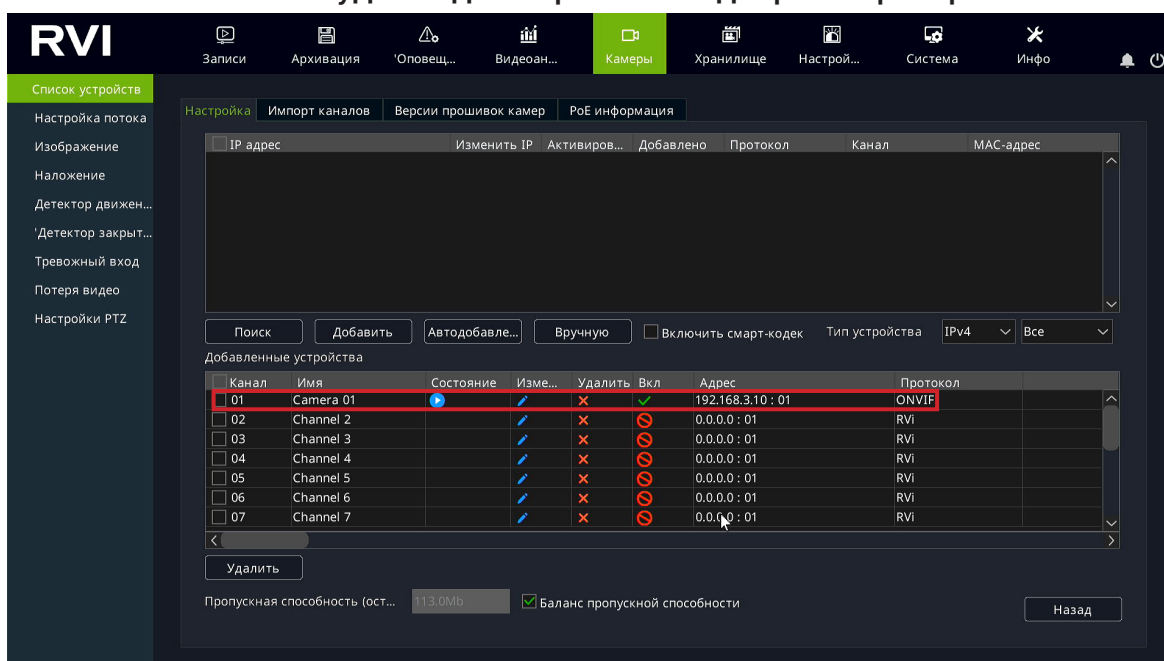 RVI
Записи
Архивация
'Оповещ...
Видеоан...
Камеры
Хранилище
Настрой...
Система
Инфо
Список устройств
Настройка потока
Изображение
Наложение
Детектор движен...
'Детектор закрыт...
Тревожный вход
Потеря видео
Настройки PTZ
Настройка Импорт каналов Версии прошивок камер PoE информация
IP адрес Изменить IP Активиров... Добавлено Протокол Канал MAC-адрес
Поиск Добавить Автодобавле... Вручную Включить смарт-кодек Тип устройства IPv4 Все
Добавленные устройства
Канал Имя Состояние Изме... Удалить Вкл Адрес Протокол
01 Camera 01 192.168.3.10 : 01 ONVIF
02 Channel 2 0.0.0.0 : 01 RVi
03 Channel 3 0.0.0.0 : 01 RVi
04 Channel 4 0.0.0.0 : 01 RVi
05 Channel 5 0.0.0.0 : 01 RVi
06 Channel 6 0.0.0.0 : 01 RVi
07 Channel 7 0.0.0.0 : 01 RVi
Удалить
Пропускная способность (ост... 113.0Mb Баланс пропускной способности
Назад